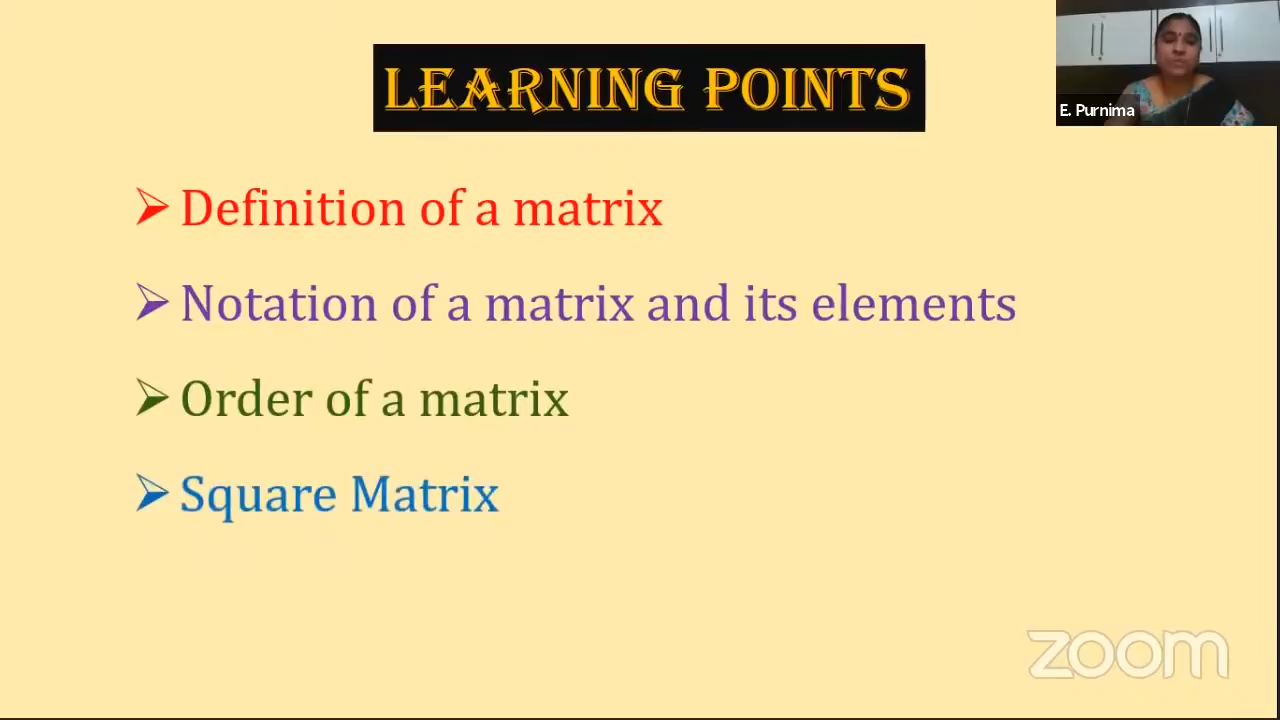 LEARNING POINTS
E. Purnima
➢ Definition of a matrix
➢ Notation of a matrix and its elements
➢ Order of a matrix
➢ Square Matrix
zoom